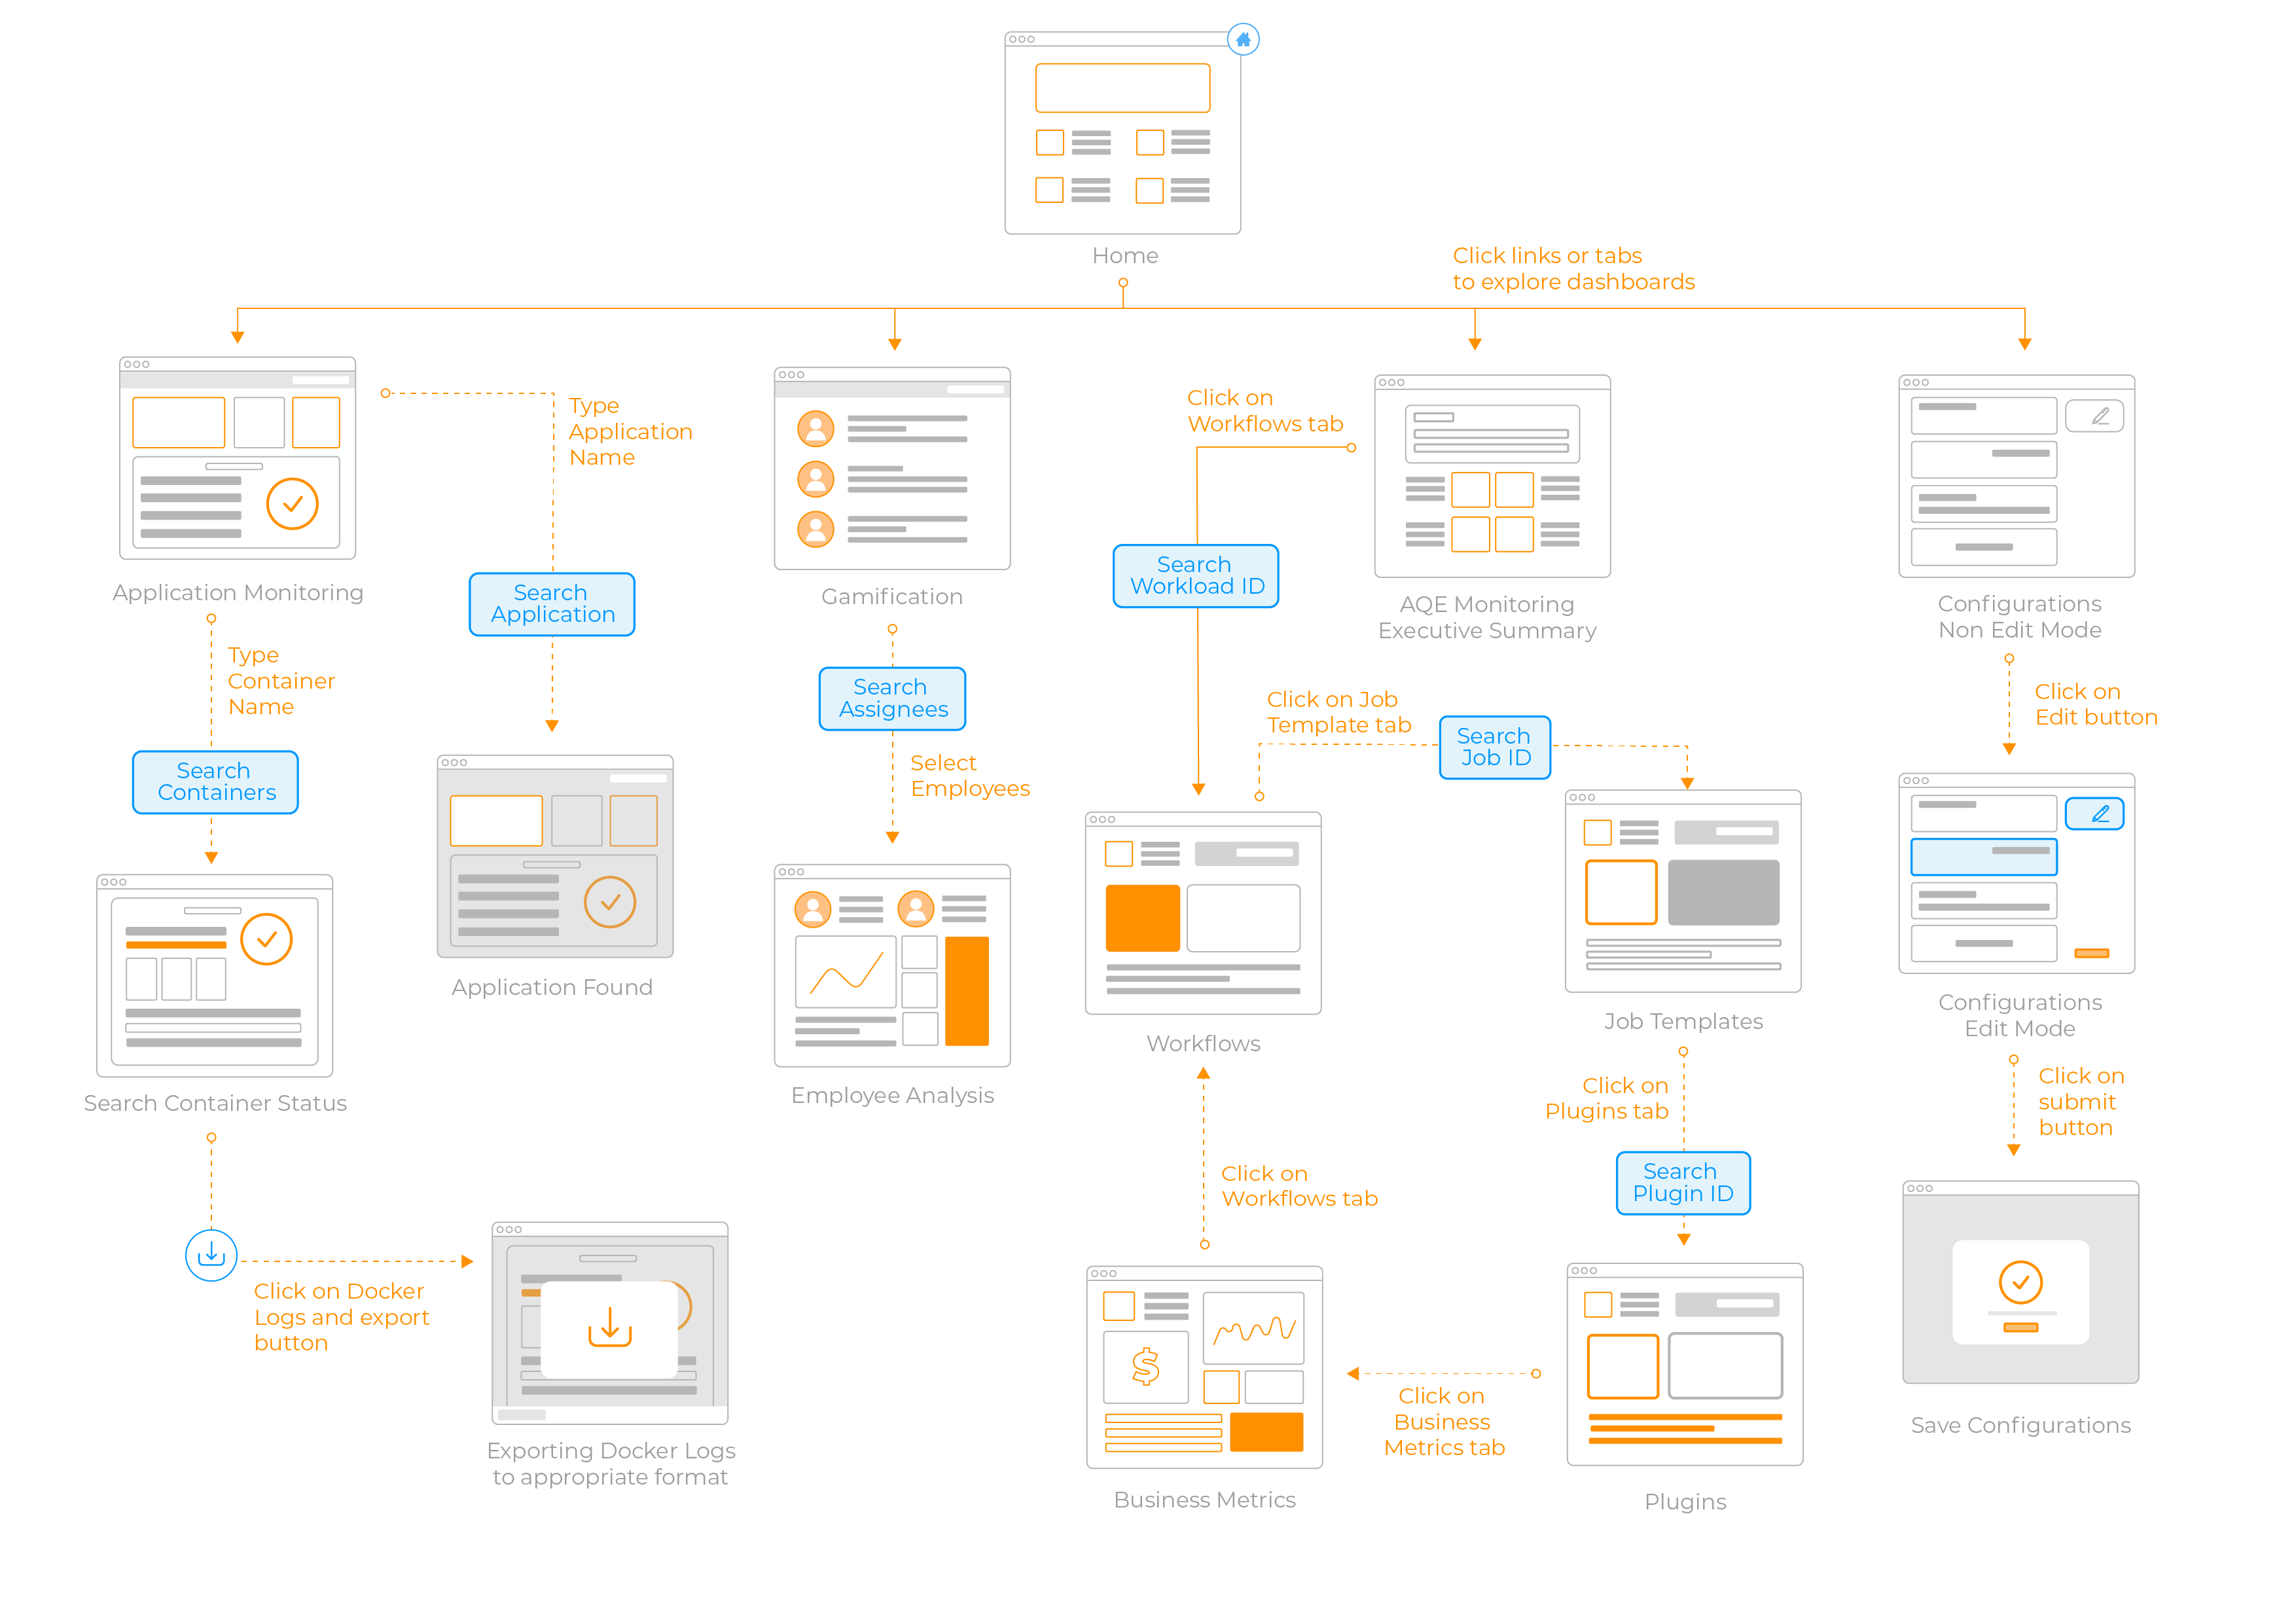 Home
Click links or tabs
to explore dashboards
Type
Application
Name
Click on
Workflows tab
Search
Application
Search
Workload ID
Application Monitoring
Gamification
AQE Monitoring
Executive Summary
Configurations
Non Edit Mode
Type
Container
Name
Search
Assignees
Click on Job
Template tab
Search
Job ID
Click on
Edit button
Search
Containers
Select
Employees
Application Found
Search Container Status
Employee Analysis
Workflows
Job Templates
Configurations
Edit Mode
Click on
Plugins tab
Click on
submit
button
Click on
Workflows tab
Search
Plugin ID
Click on Docker
Logs and export
button
$
Click on
Business
Metrics tab
Exporting Docker Logs
to appropriate format
Business Metrics
Plugins
Save Configurations